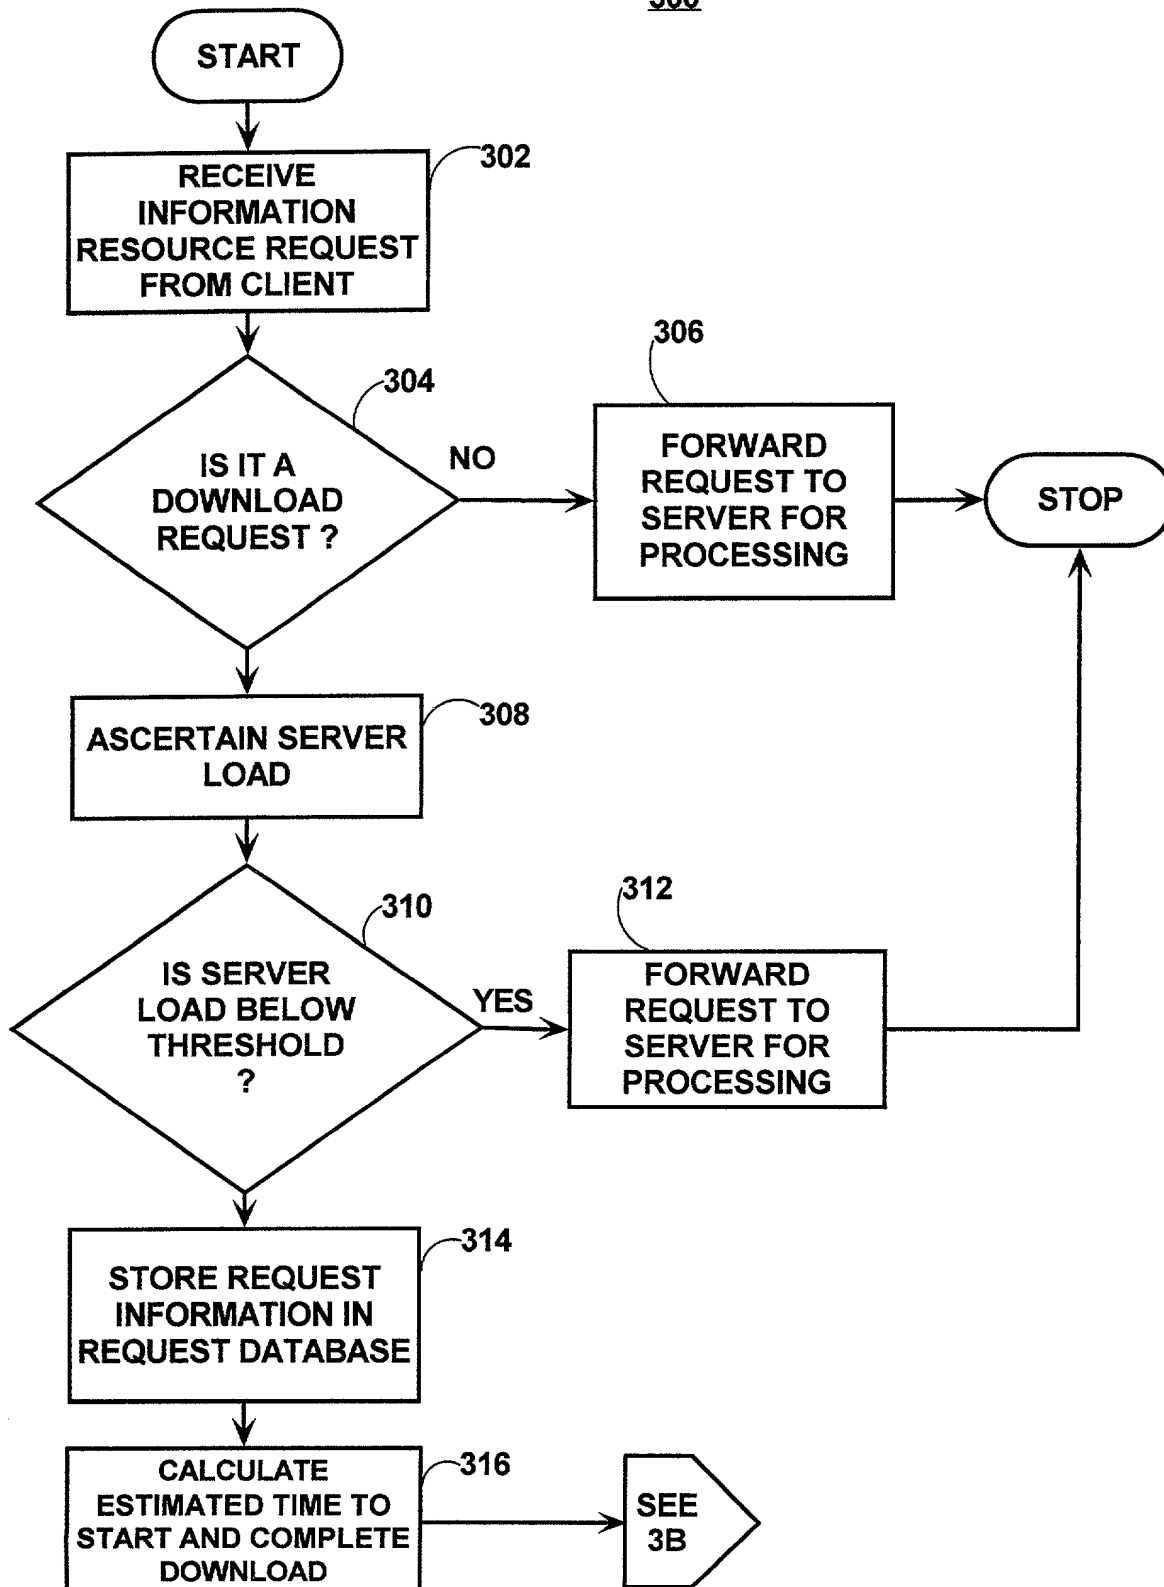 300
START
302
RECEIVE
INFORMATION
RESOURCE REQUEST
FROM CLIENT
304
IS IT A
DOWNLOAD
REQUEST ?
NO
306
FORWARD
REQUEST TO
SERVER FOR
PROCESSING
STOP
308
ASCERTAIN SERVER
LOAD
310
IS SERVER
LOAD BELOW
THRESHOLD
?
YES
312
FORWARD
REQUEST TO
SERVER FOR
PROCESSING
314
STORE REQUEST
INFORMATION IN
REQUEST DATABASE
316
CALCULATE
ESTIMATED TIME TO
START AND COMPLETE
DOWNLOAD
SEE
3B